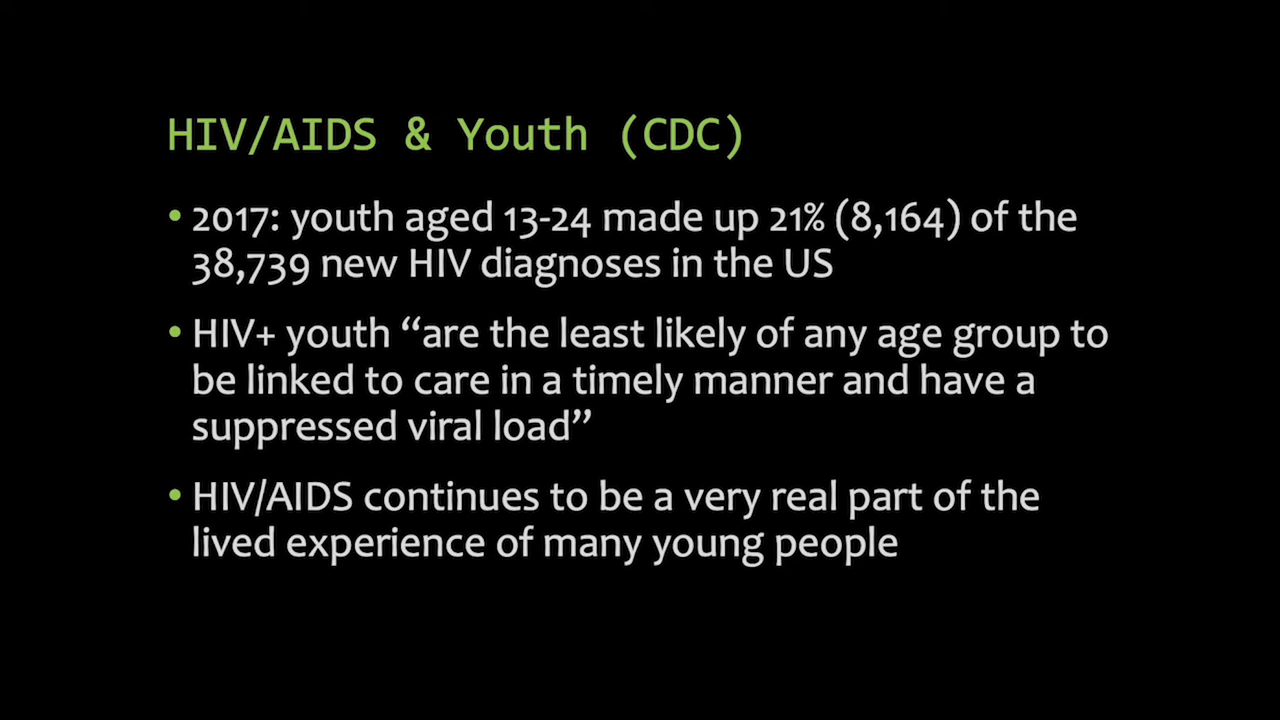 HIV/AIDS & Youth (CDC)
• 2017: youth aged 13-24 made up 21% (8,164) of the
38,739 new HIV diagnoses in the US
• HIV+ youth “are the least likely of any age group to
be linked to care in a timely manner and have a
suppressed viral load”
• HIV/AIDS continues to be a very real part of the
lived experience of many young people